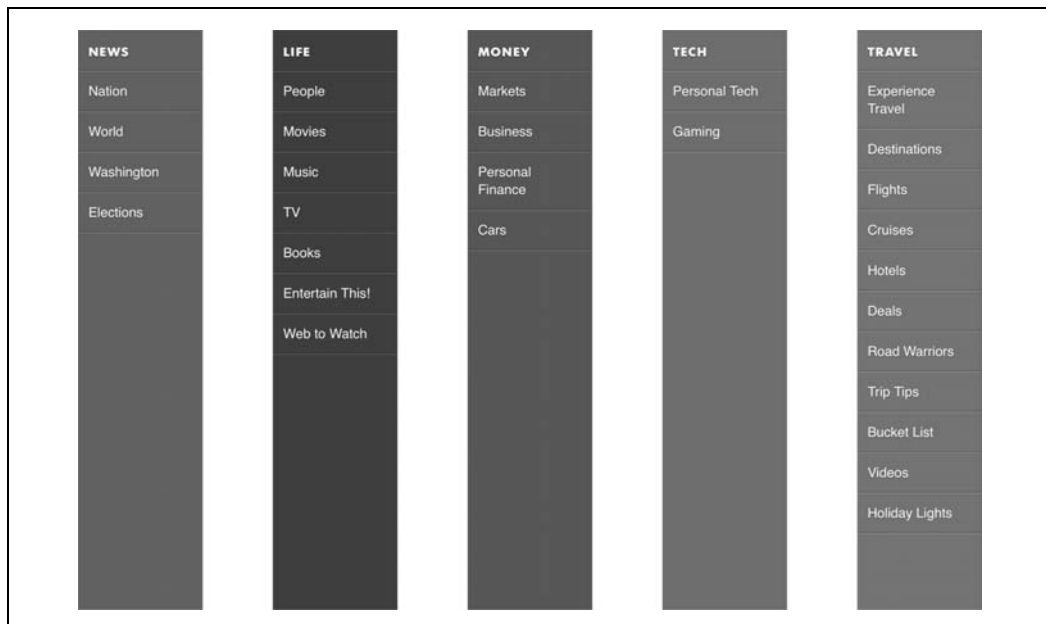 NEWS
Nation
World
Washington
Elections
LIFE
People
Movies
Music
TV
Books
Entertain This!
Web to Watch
MONEY
Markets
Business
Personal
Finance
Cars
TECH
Personal Tech
Gaming
TRAVEL
Experience
Travel
Destinations
Flights
Cruises
Hotels
Deals
Road Warriors
Trip Tips
Bucket List
Videos
Holiday Lights